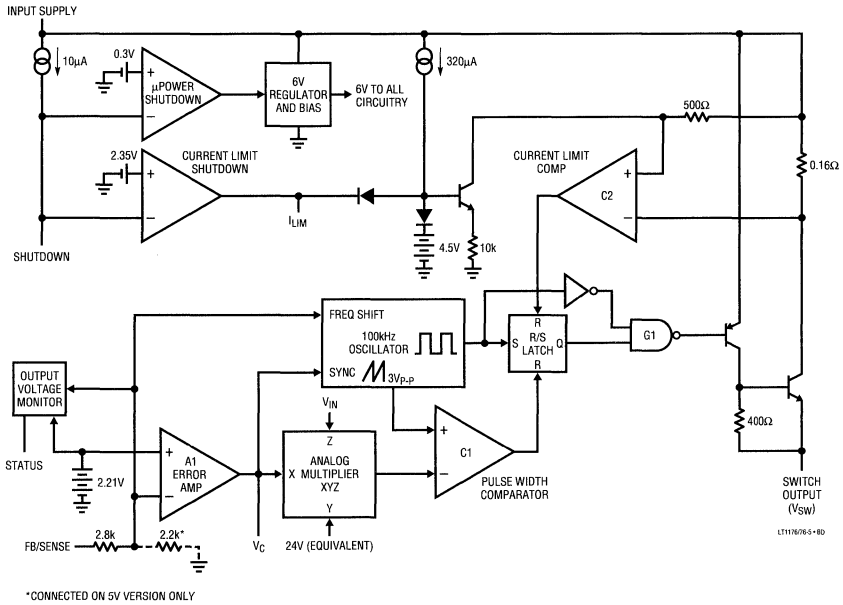 INPUT SUPPLY
10µA
0.3V
+
−
µPOWER
SHUTDOWN
6V
REGULATOR
AND BIAS
6V TO ALL
CIRCUITRY
320µA
500Ω
0.16Ω
2.35V
+
−
CURRENT LIMIT
SHUTDOWN
ILIM
4.5V
10k
CURRENT LIMIT
COMP
C2
+
−
SHUTDOWN
FREQ SHIFT
100kHz
OSCILLATOR
SYNC
3VP-P
R
R/S
S LATCH Q
R
G1
400Ω
OUTPUT
VOLTAGE
MONITOR
STATUS
2.21V
+
−
A1
ERROR
AMP
VIN
Z
ANALOG
X MULTIPLIER
XYZ
Y
+
−
C1
PULSE WIDTH
COMPARATOR
SWITCH
OUTPUT
(VSW)
LT1176/76-5 • BD
2.8k
2.2k*
FB/SENSE
VC
24V (EQUIVALENT)
*CONNECTED ON 5V VERSION ONLY